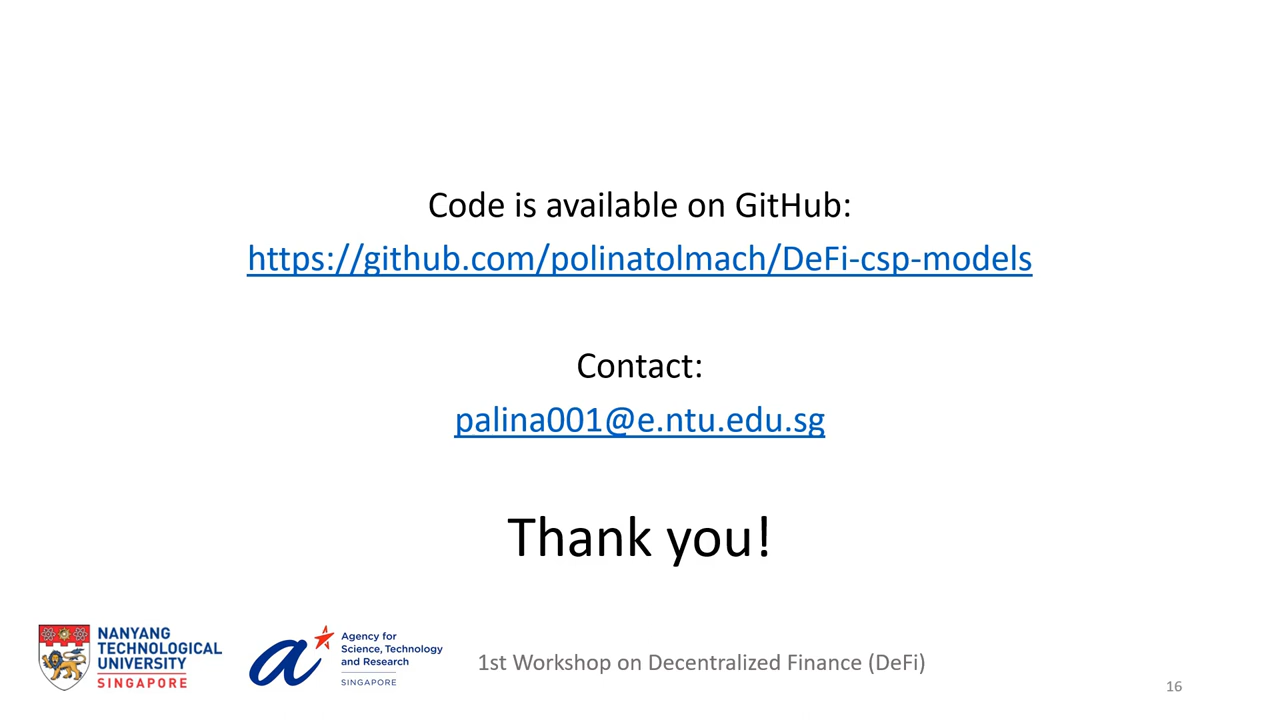 Code is available on GitHub:
https://github.com/polinatolmach/DeFi-csp-models
Contact:
palina001@e.ntu.edu.sg
Thank you!
NANYANG
TECHNOLOGICAL
UNIVERSITY
SINGAPORE
Agency for
Science, Technology
and Research
SINGAPORE
1st Workshop on Decentralized Finance (DeFi)
16